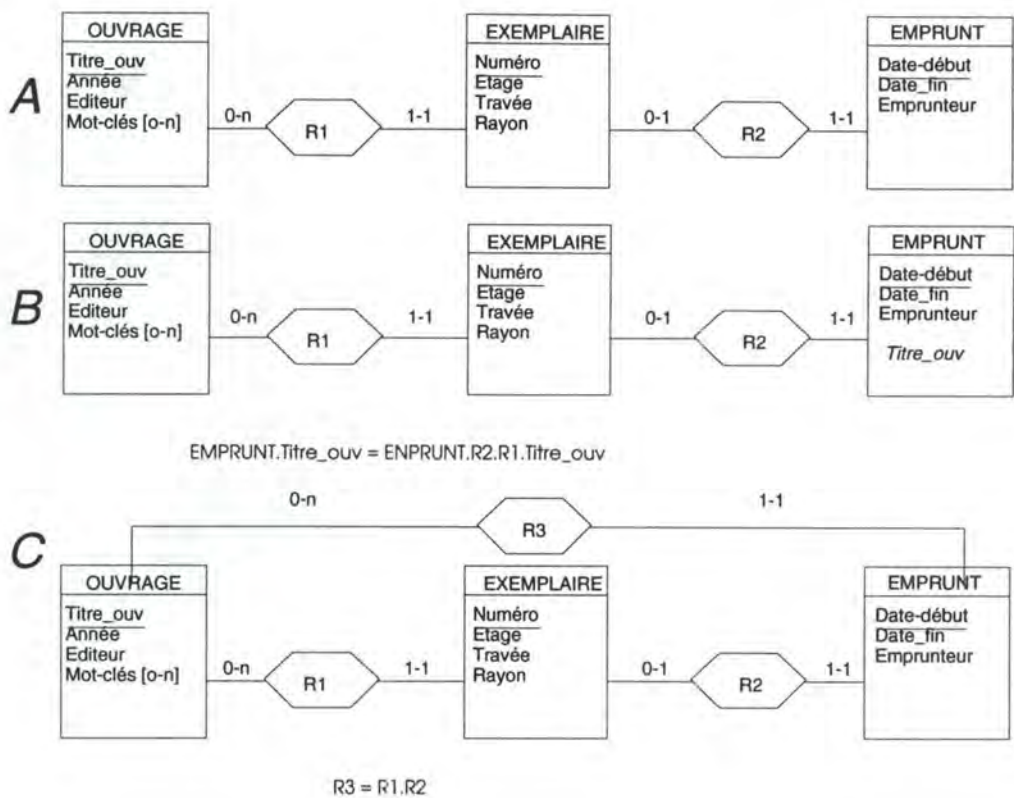 A
OUVRAGE
Titre_ouv
Année
Editeur
Mot-clés [o-n]
0-n
R1
1-1
EXEMPLAIRE
Numéro
Etage
Travée
Rayon
0-1
R2
1-1
EMPRUNT
Date-début
Date_fin
Emprunteur
B
OUVRAGE
Titre_ouv
Année
Editeur
Mot-clés [o-n]
0-n
R1
1-1
EXEMPLAIRE
Numéro
Etage
Travée
Rayon
0-1
R2
1-1
EMPRUNT
Date-début
Date_fin
Emprunteur
Titre_ouv
EMPRUNT.Titre_ouv = ENPRUNT.R2.R1.Titre_ouv
C
0-n
R3
1-1
OUVRAGE
Titre_ouv
Année
Editeur
Mot-clés [o-n]
0-n
R1
1-1
EXEMPLAIRE
Numéro
Etage
Travée
Rayon
0-1
R2
1-1
EMPRUNT
Date-début
Date_fin
Emprunteur
R3 = R1.R2